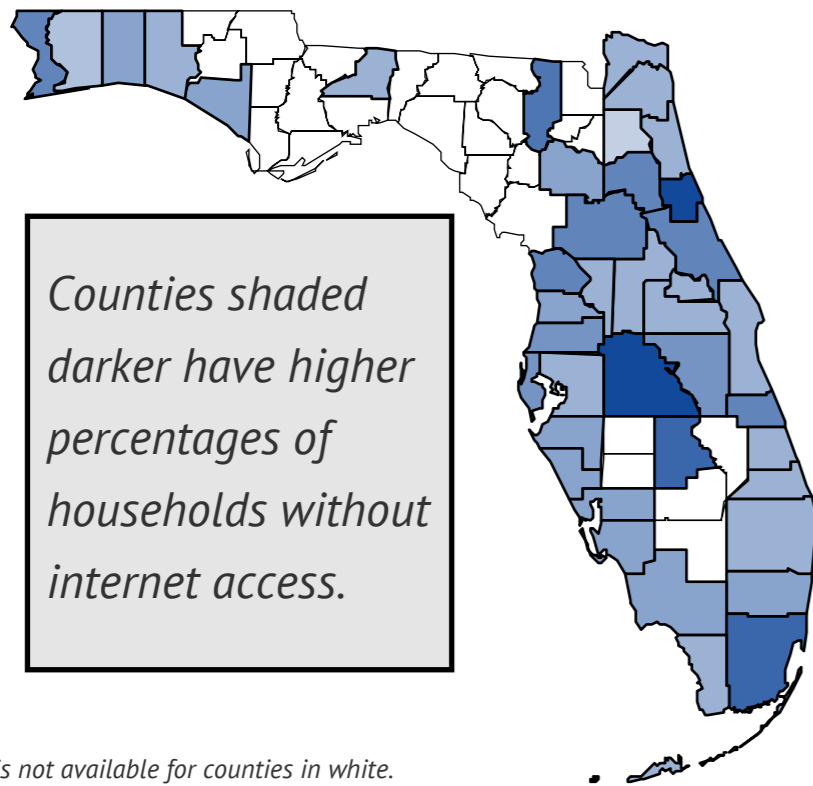 Counties shaded
darker have higher
percentages of
households without
internet access.
is not available for counties in white.